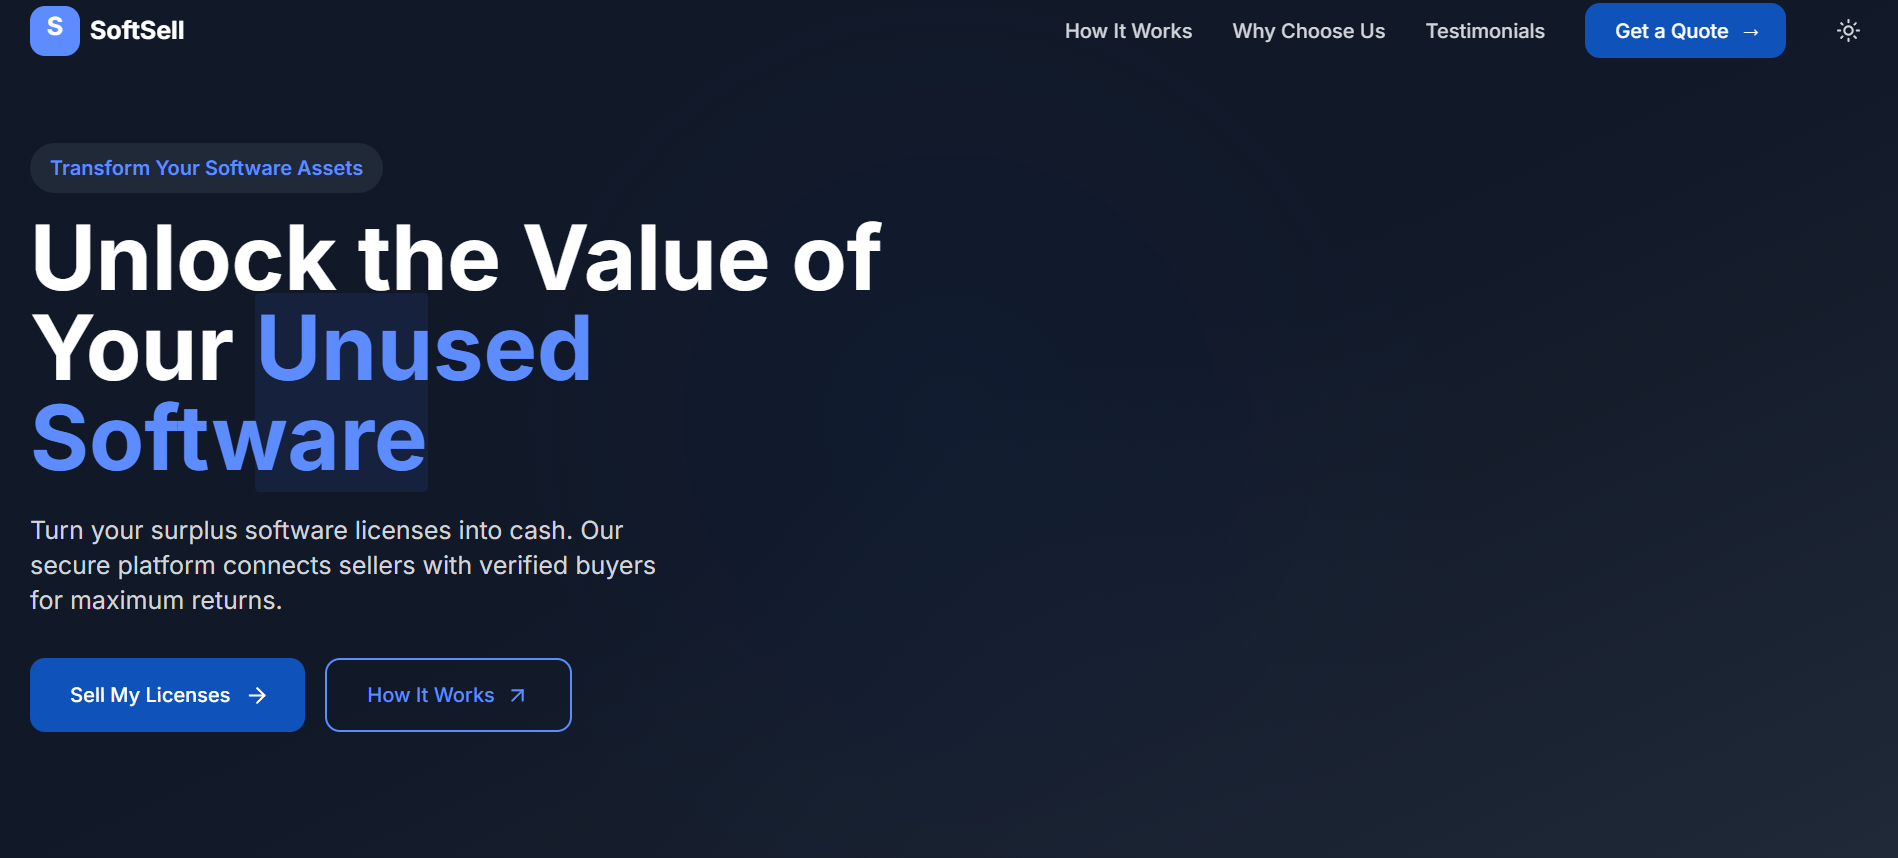 S SoftSell
How It Works
Why Choose Us
Testimonials
Get a Quote →
Transform Your Software Assets
Unlock the Value of
Your Unused
Software
Turn your surplus software licenses into cash. Our
secure platform connects sellers with verified buyers
for maximum returns.
Sell My Licenses →
How It Works ↗